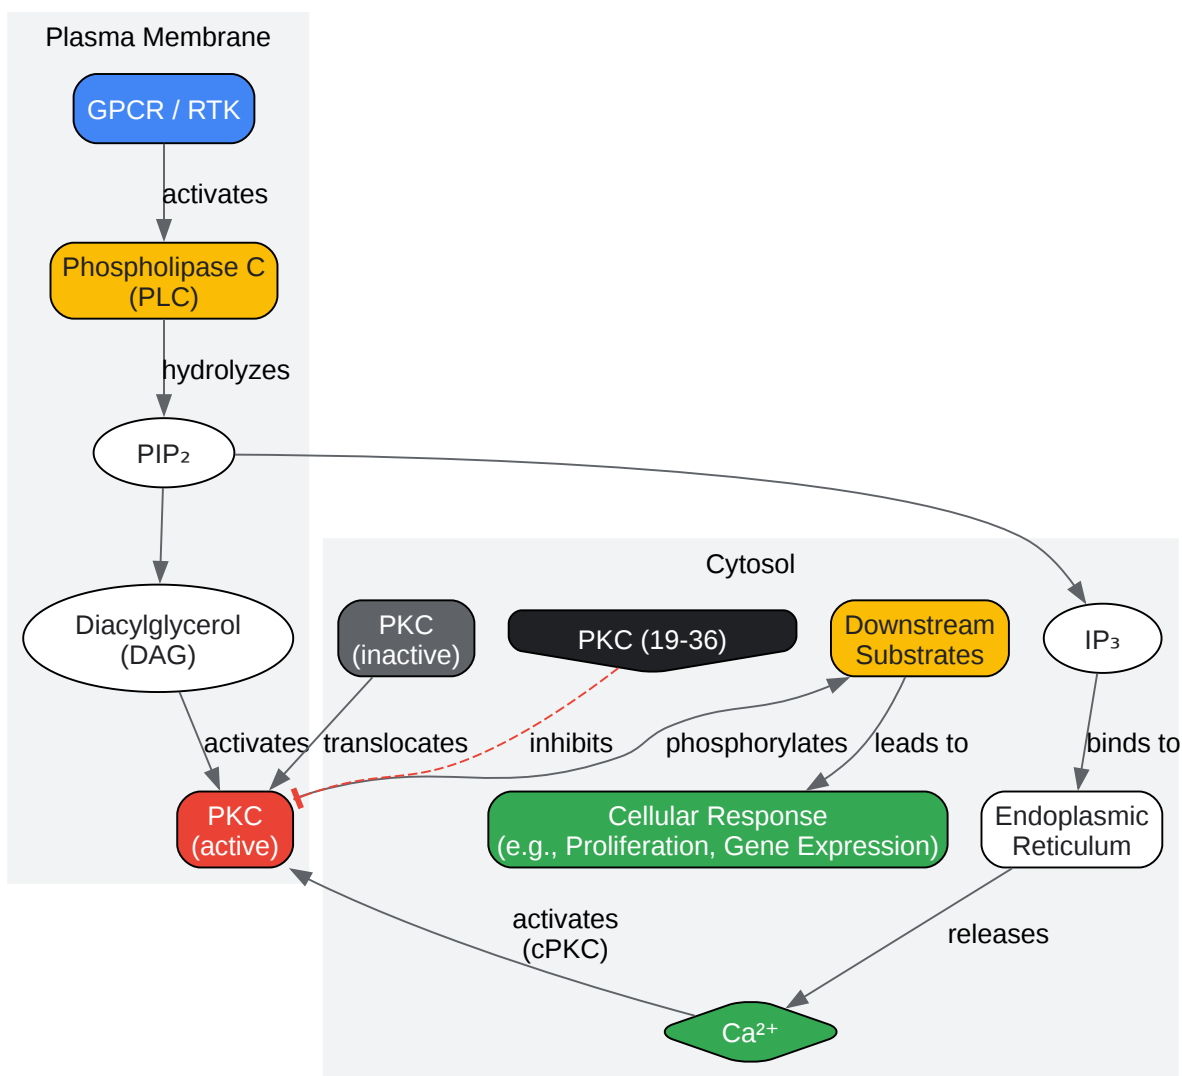 Plasma Membrane
GPCR / RTK
activates
Phospholipase C
(PLC)
hydrolyzes
PIP₂
Cytosol
Diacylglycerol
(DAG)
PKC
(inactive)
PKC (19-36)
Downstream
Substrates
IP₃
activates
translocates
inhibits
phosphorylates
leads to
binds to
PKC
(active)
Cellular Response
(e.g., Proliferation, Gene Expression)
Endoplasmic
Reticulum
activates
(cPKC)
releases
Ca²⁺